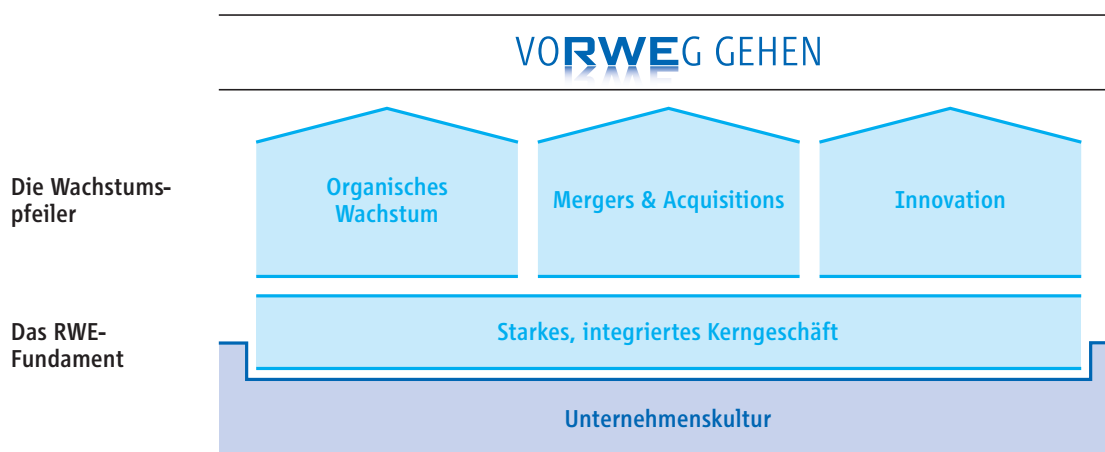 VORWEG GEHEN
Die Wachstums-
pfeiler
Organisches
Wachstum
Mergers & Acquisitions
Innovation
Das RWE-
Fundament
Starkes, integriertes Kerngeschäft
Unternehmenskultur